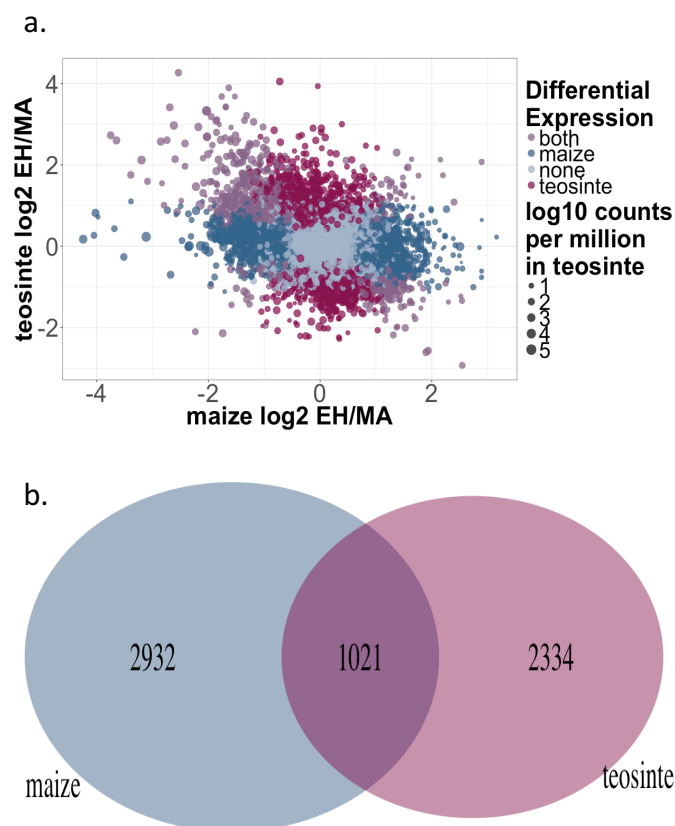 a.
teosinte log2 EH/MA
4
2
0
-2
-4
-2
0
2
maize log2 EH/MA
Differential
Expression
both
maize
none
teosinte
log10 counts
per million
in teosinte
1
2
3
4
5
b.
2932
1021
2334
maize
teosinte